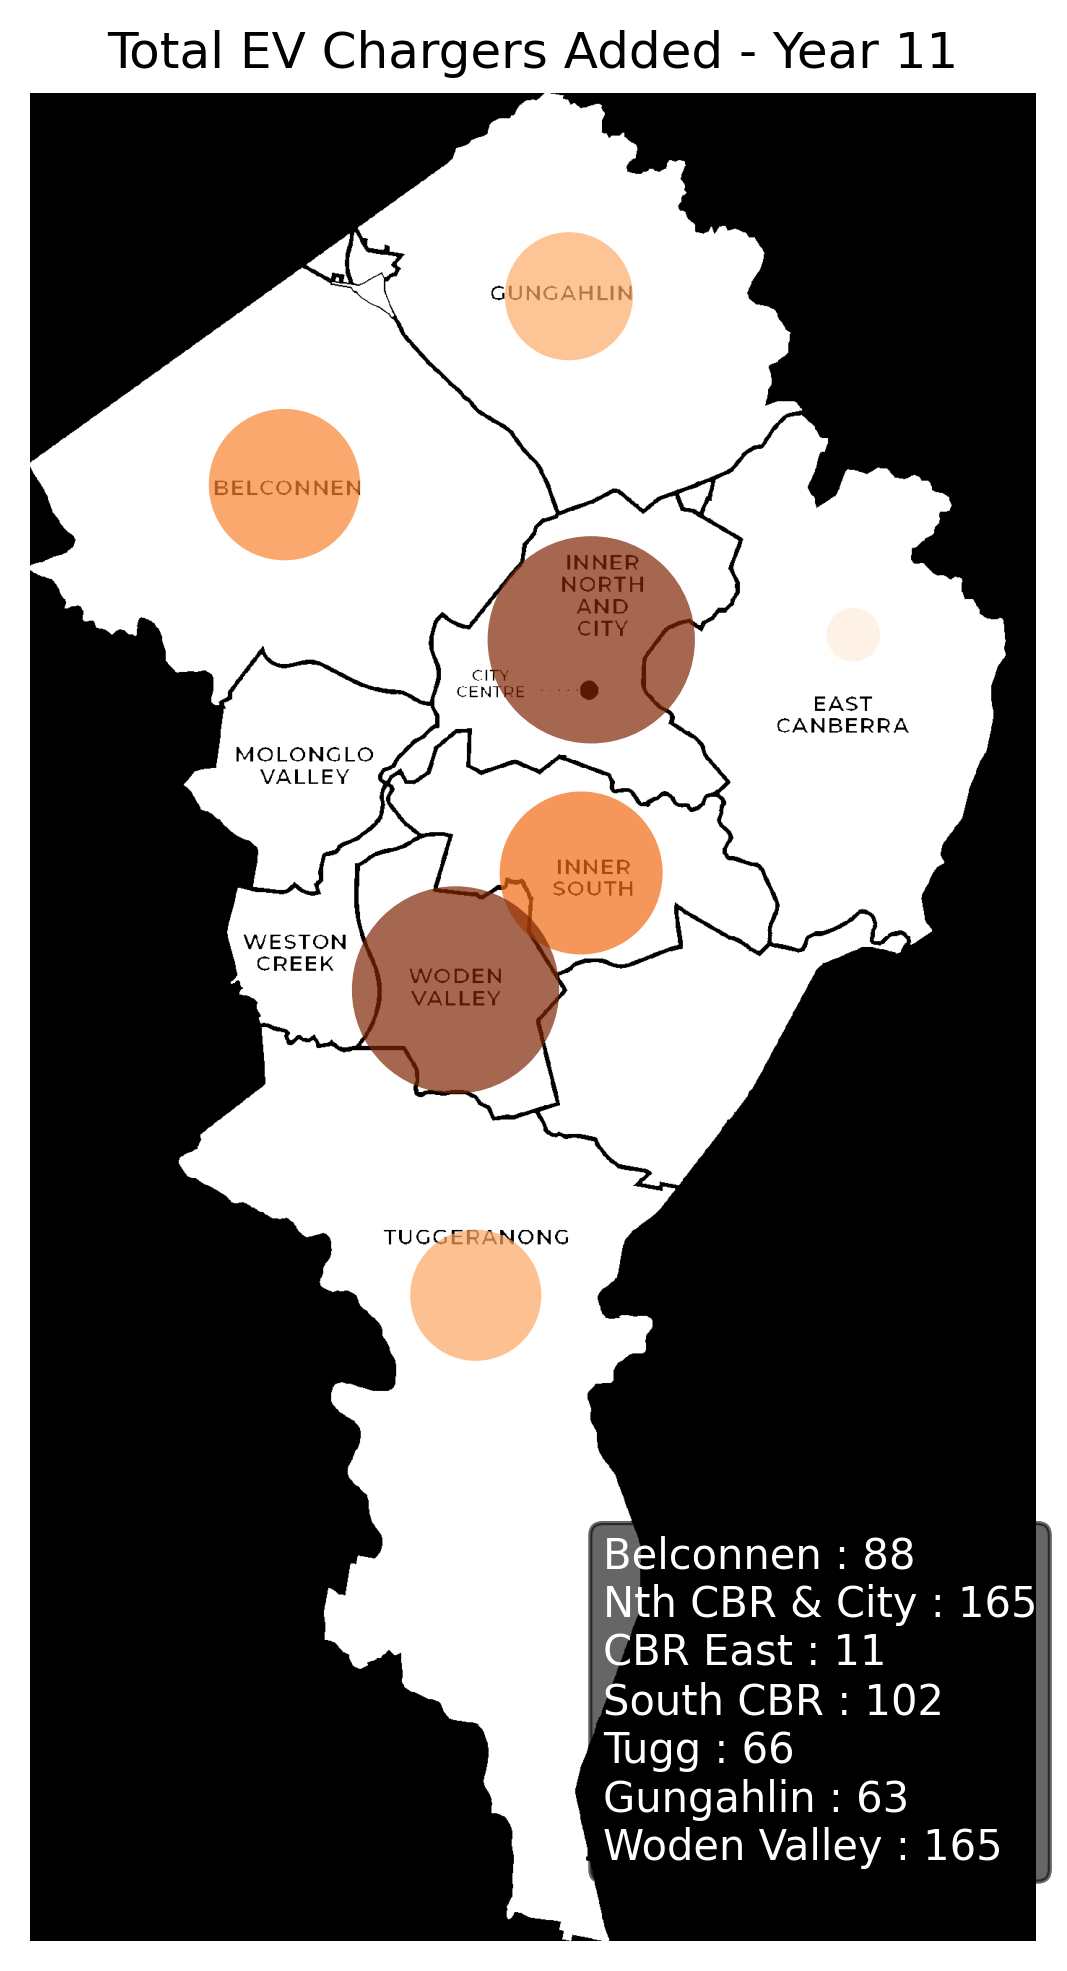 Total EV Chargers Added - Year 11
GUNGAHLIN
BELCONNEN
INNER
NORTH
AND
CITY
CITY
CENTRE
EAST
CANBERRA
MOLONGLO
VALLEY
INNER
SOUTH
WESTON
CREEK
WODEN
VALLEY
TUGGERANONG
Belconnen : 88
Nth CBR & City : 165
CBR East : 11
South CBR : 102
Tugg : 66
Gungahlin : 63
Woden Valley : 165